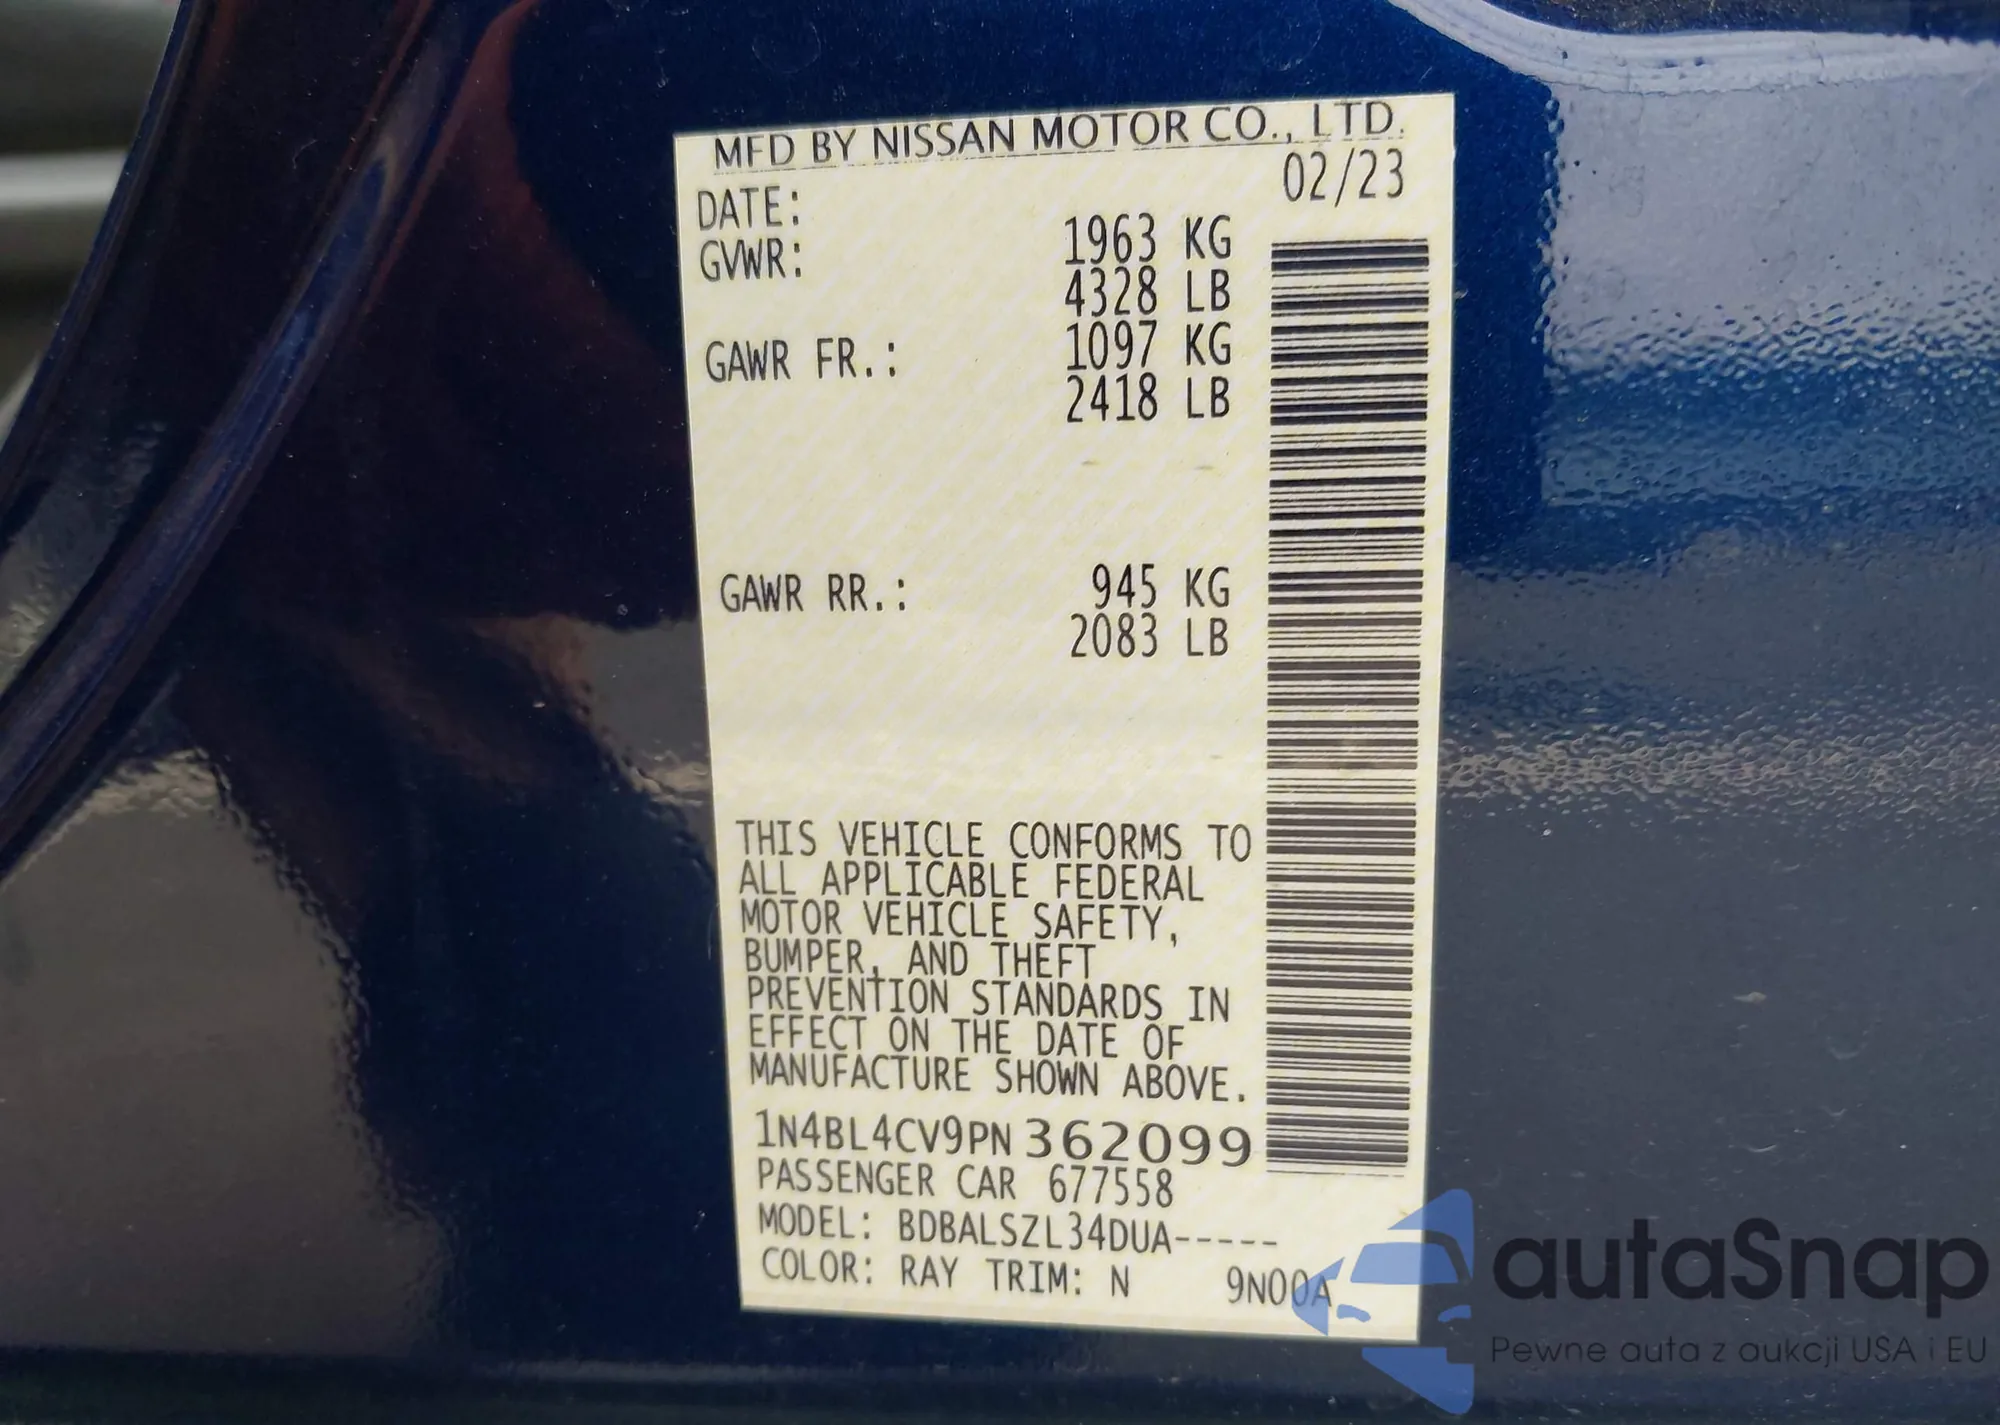 MFD BY NISSAN MOTOR CO., LTD.
DATE: 02/23
GVWR: 1963 KG
4328 LB
GAWR FR.: 1097 KG
2418 LB
GAWR RR.: 945 KG
2083 LB
THIS VEHICLE CONFORMS TO
ALL APPLICABLE FEDERAL
MOTOR VEHICLE SAFETY,
BUMPER, AND THEFT
PREVENTION STANDARDS IN
EFFECT ON THE DATE OF
MANUFACTURE SHOWN ABOVE.
1N4BL4CV9PN362099
PASSENGER CAR 677558
MODEL: BDBALSZL34DUA-----
COLOR: RAY TRIM: N 9N00A
autaSnap
Pewne auta z aukcji USA i EU